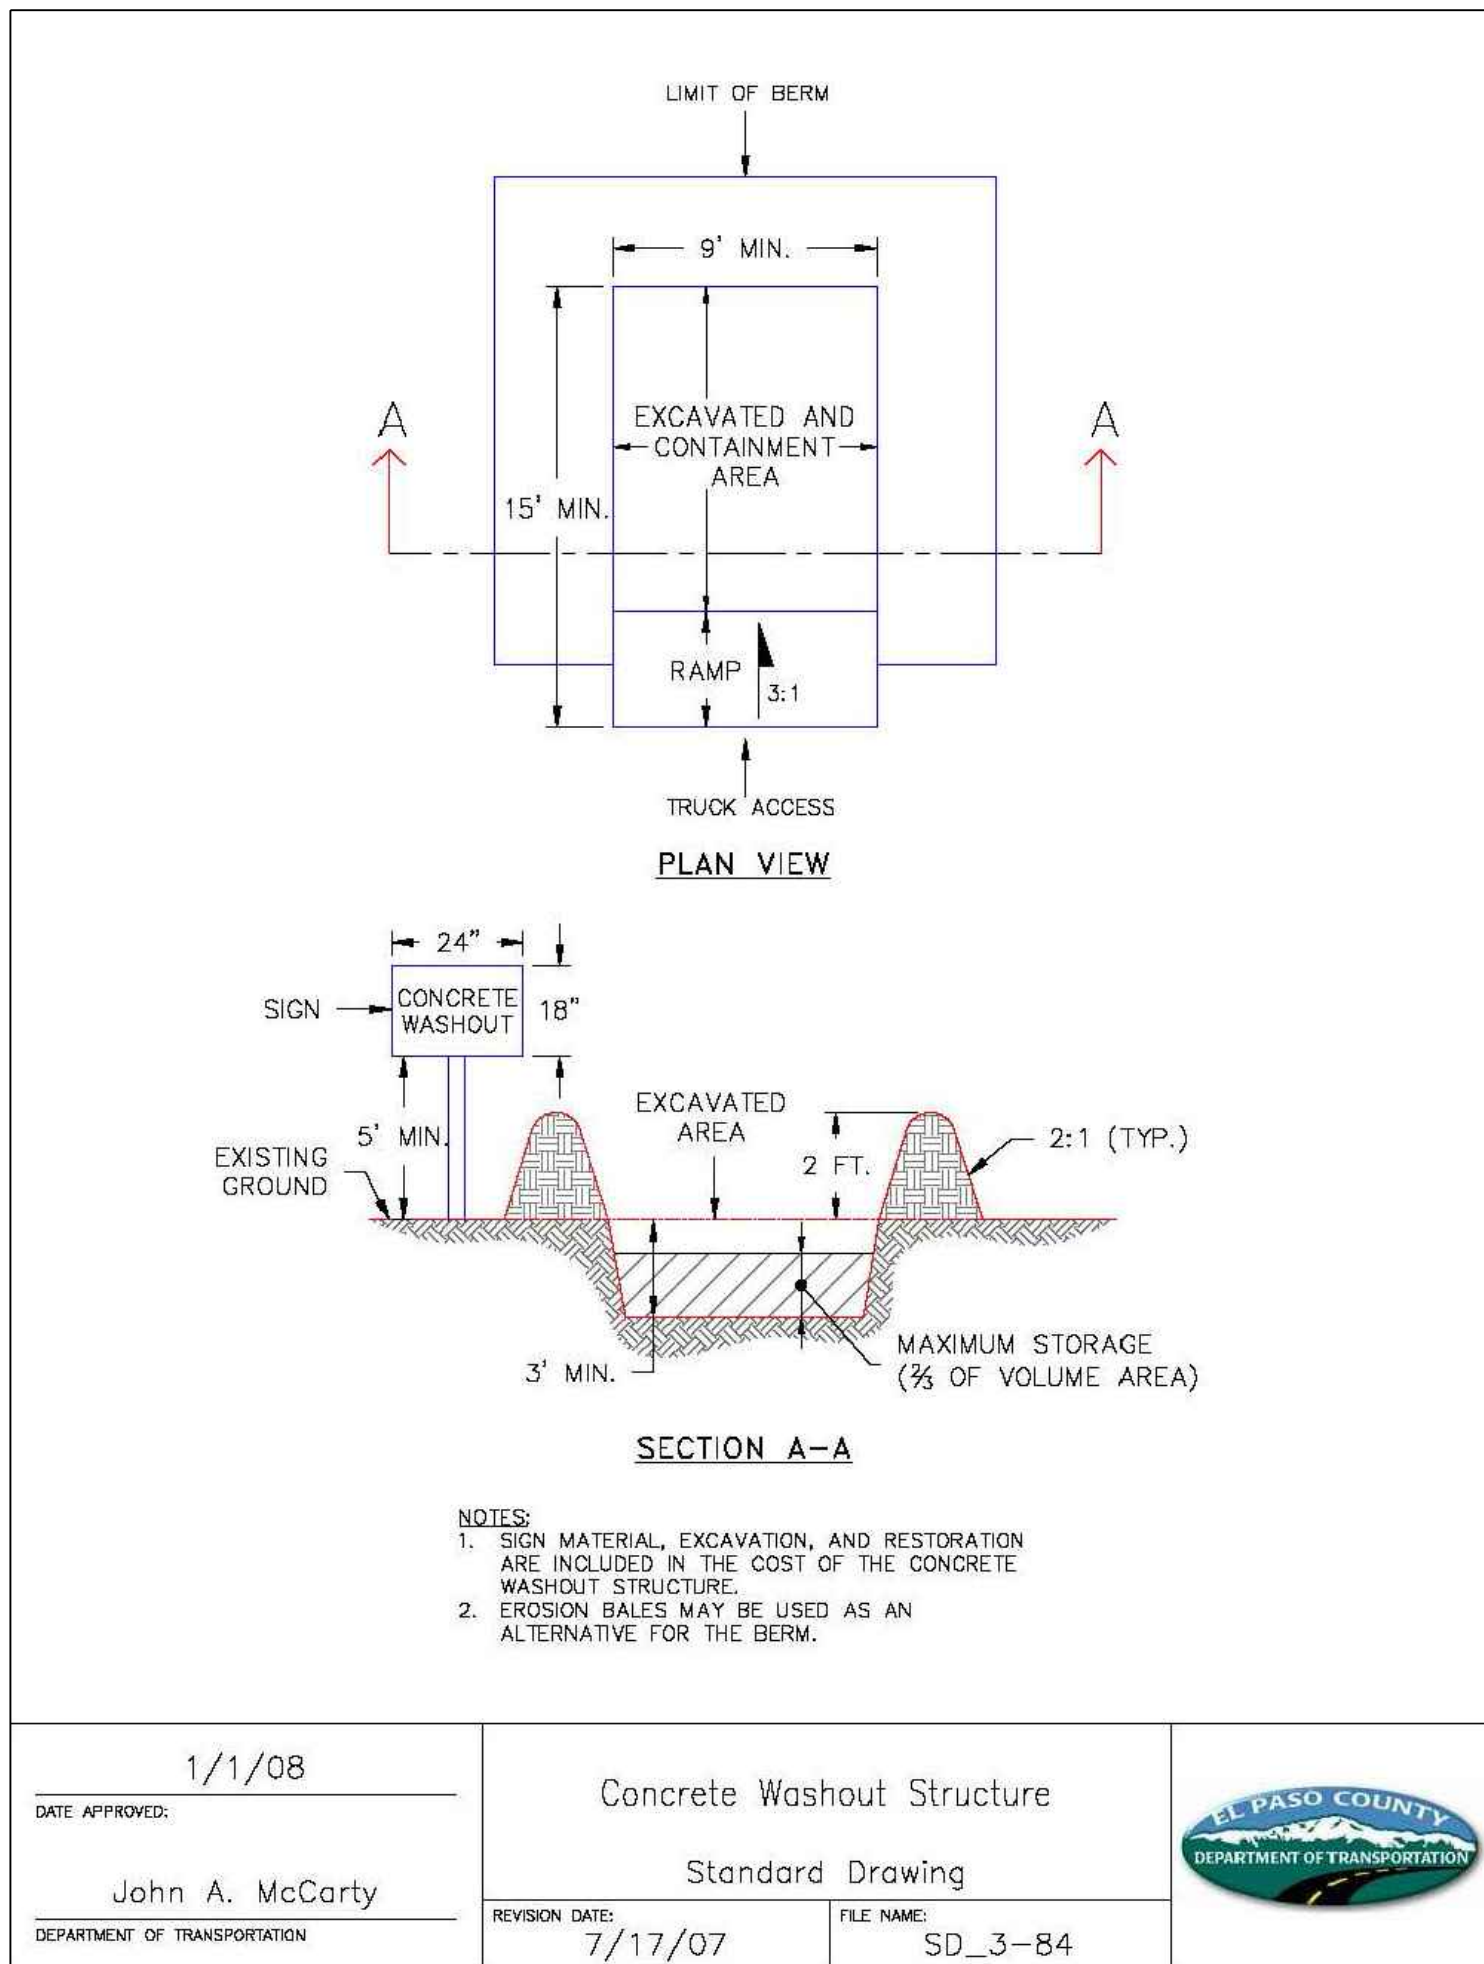 LIMIT OF BERM
9' MIN.
A
A
EXCAVATED AND
CONTAINMENT
AREA
15' MIN.
RAMP
3:1
TRUCK ACCESS
PLAN VIEW
24"
SIGN
CONCRETE
WASHOUT
18"
EXCAVATED
AREA
5' MIN.
2:1 (TYP.)
EXISTING
GROUND
2 FT.
3' MIN.
MAXIMUM STORAGE
(⅔ OF VOLUME AREA)
SECTION A-A
NOTES:
1. SIGN MATERIAL, EXCAVATION, AND RESTORATION
ARE INCLUDED IN THE COST OF THE CONCRETE
WASHOUT STRUCTURE.
2. EROSION BALES MAY BE USED AS AN
ALTERNATIVE FOR THE BERM.
1/1/08
DATE APPROVED:
John A. McCarty
DEPARTMENT OF TRANSPORTATION
Concrete Washout Structure
Standard Drawing
REVISION DATE:
7/17/07
FILE NAME:
SD_3-84
EL PASO COUNTY
DEPARTMENT OF TRANSPORTATION